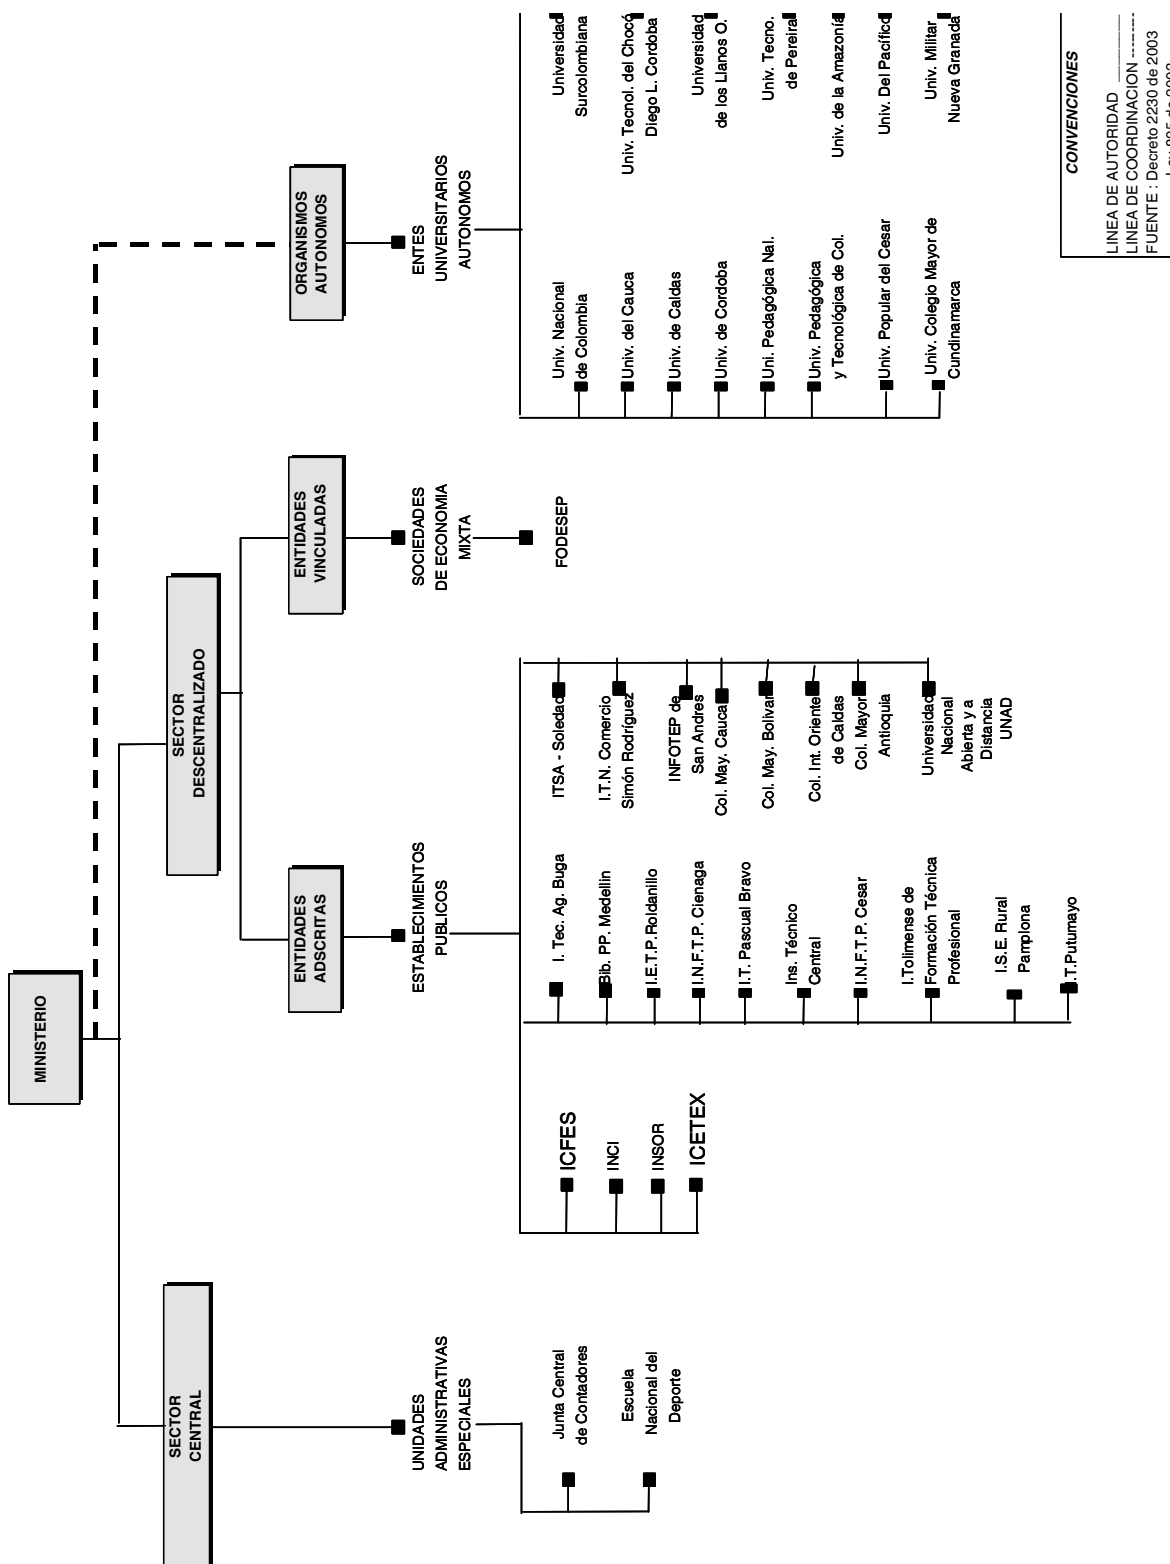 MINISTERIO
SECTOR
CENTRAL
UNIDADES
ADMINISTRATIVAS
ESPECIALES
Junta Central
de Contadores
Escuela
Nacional del
Deporte
SECTOR
DESCENTRALIZADO
ENTIDADES
ADSCRITAS
ESTABLECIMIENTOS
PUBLICOS
ICFES
INCI
INSOR
ICETEX
I. Tec. Ag. Buga
Bib. PP. Medellin
I.E.T.P.Roldanillo
I.N.F.T.P. Cienaga
I.T. Pascual Bravo
Ins. Técnico
Central
I.N.F.T.P. Cesar
I.Tolimense de
Formación Técnica
Profesional
I.S.E. Rural
Pamplona
I.T.Putumayo
ITSA - Soledad
I.T.N. Comercio
Simón Rodríguez
INFOTEP de
San Andres
Col. May. Cauca
Col. May. Bolivar
Col. Int. Oriente
de Caldas
Col. Mayor
Antioquia
Universidad
Nacional
Abierta y a
Distancia
UNAD
ENTIDADES
VINCULADAS
SOCIEDADES
DE ECONOMIA
MIXTA
FODESEP
ORGANISMOS
AUTONOMOS
ENTES
UNIVERSITARIOS
AUTONOMOS
Univ. Nacional
de Colombia
Univ. del Cauca
Univ. de Caldas
Univ. de Cordoba
Uni. Pedagógica Nal.
Univ. Pedagógica
y Tecnológica de Col.
Univ. Popular del Cesar
Univ. Colegio Mayor de
Cundinamarca
Universidad
Surcolombiana
Univ. Tecnol. del Chocó
Diego L. Cordoba
Universidad
de los Llanos O.
Univ. Tecno.
de Pereira
Univ. de la Amazonía
Univ. Del Pacífico
Univ. Militar
Nueva Granada
CONVENCIONES
LINEA DE AUTORIDAD
LINEA DE COORDINACION ---------
FUENTE : Decreto 2230 de 2003